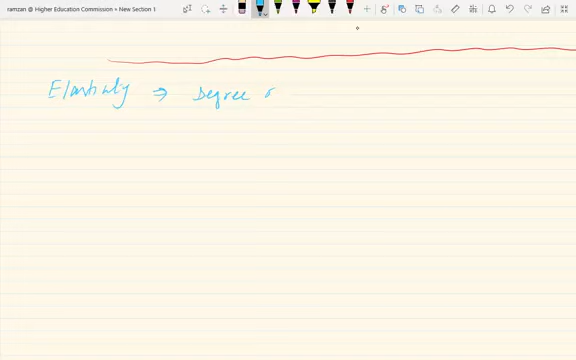 ramzan @ Higher Education Commission > New Section 1
Elasticity → Degree o